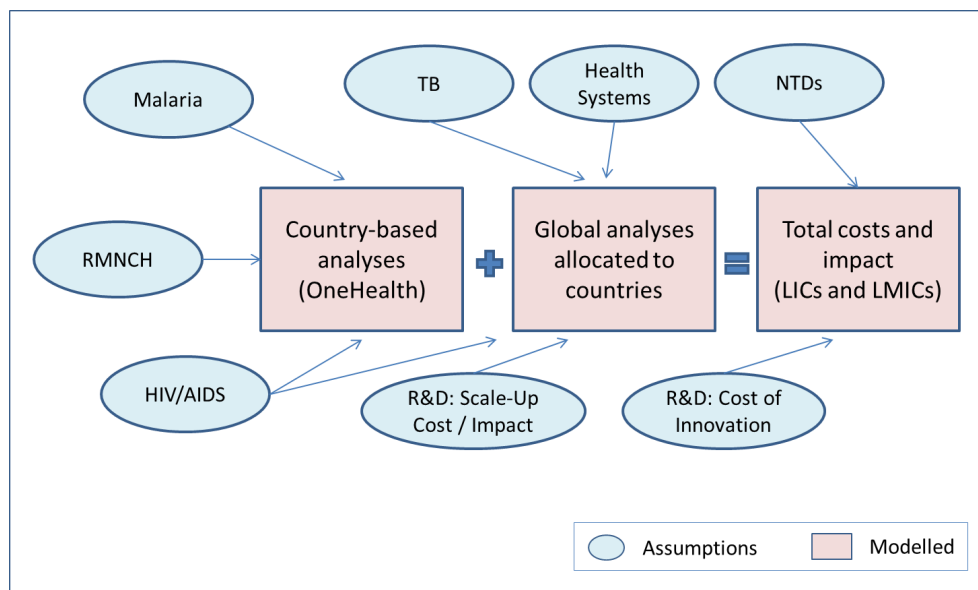 Malaria
TB
Health
Systems
NTDs
RMNCH
Country-based
analyses
(OneHealth)
Global analyses
allocated to
countries
Total costs and
impact
(LICs and LMICs)
HIV/AIDS
R&D: Scale-Up
Cost / Impact
R&D: Cost of
Innovation
Assumptions
Modelled